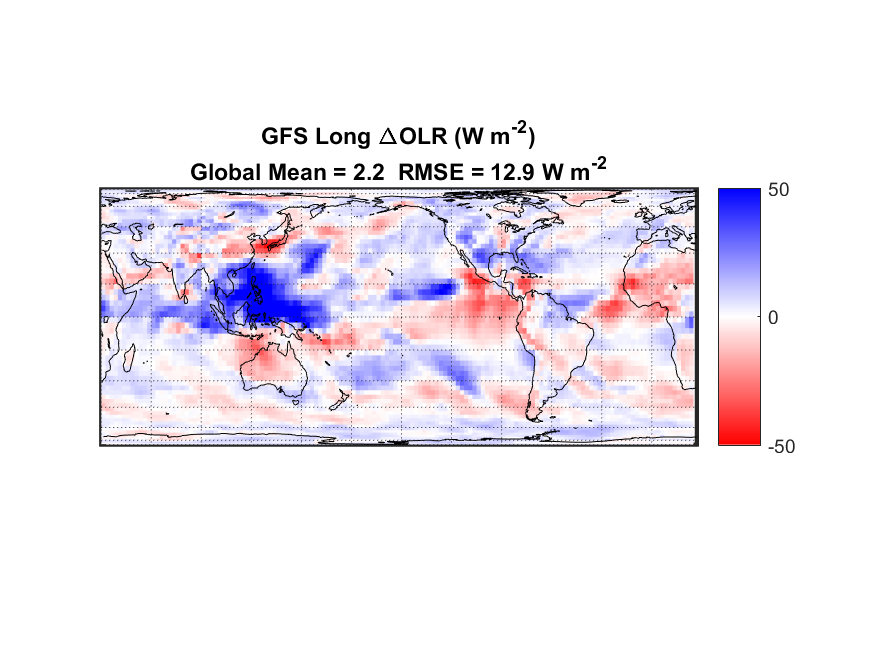 GFS Long △OLR (W m⁻²)
Global Mean = 2.2 RMSE = 12.9 W m⁻²
50
0
-50